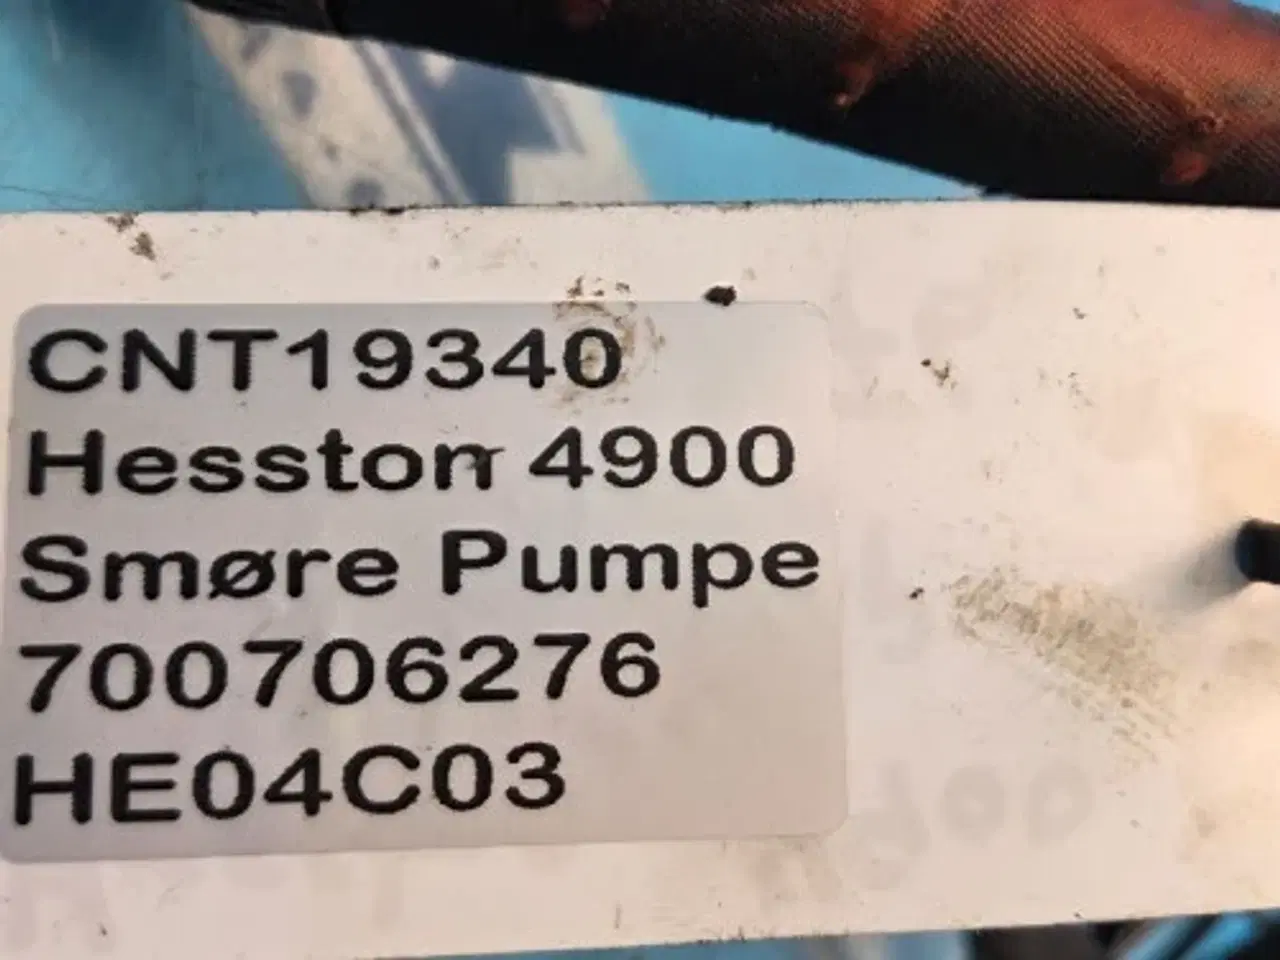 CNT19340
Hesston 4900
Smøre Pumpe
700706276
HE04C03